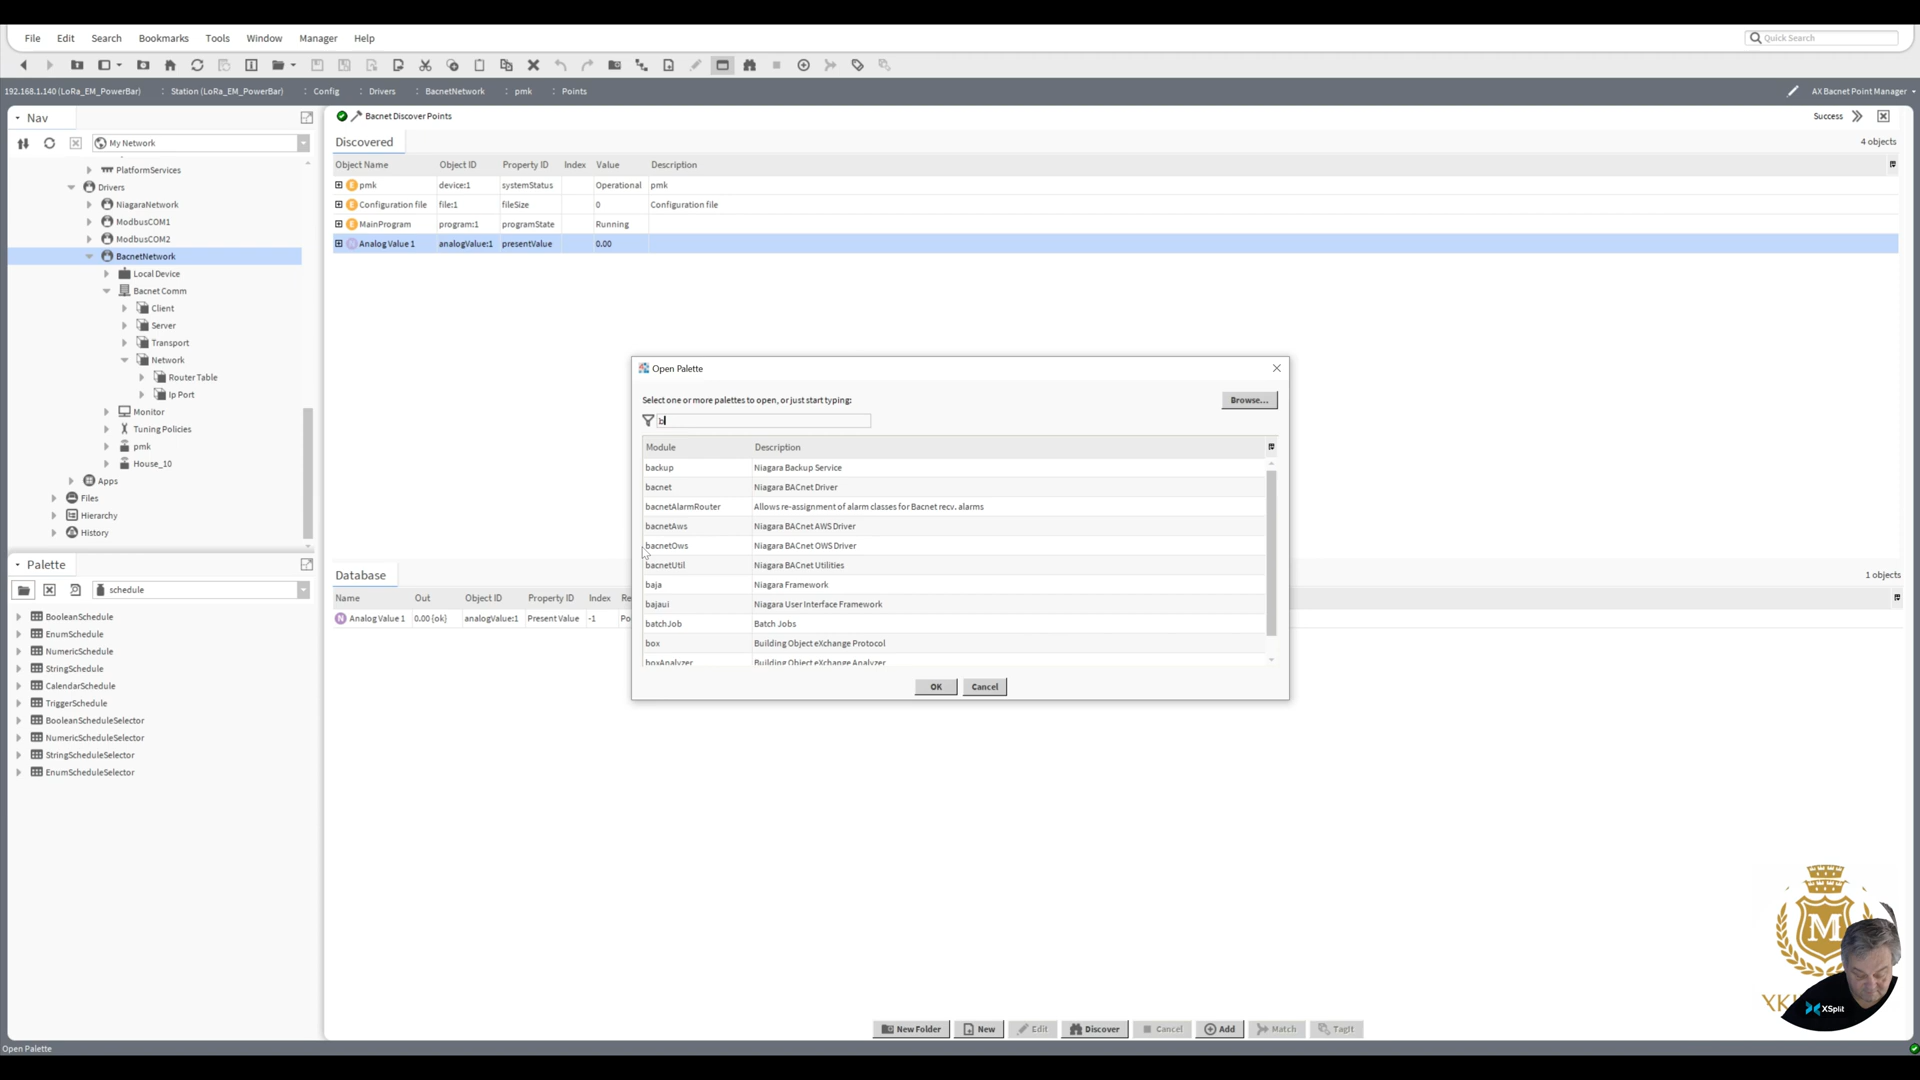 File Edit Search Bookmarks Tools Window Manager Help
Quick Search
192.168.1.140 (LoRa_EM_PowerBar) : Station (LoRa_EM_PowerBar) : Config : Drivers : BacnetNetwork : pmk : Points
AX Bacnet Point Manager
Nav
My Network
PlatformServices
Drivers
NiagaraNetwork
ModbusCOM1
ModbusCOM2
BacnetNetwork
Local Device
Bacnet Comm
Client
Server
Transport
Network
Router Table
Ip Port
Monitor
Tuning Policies
pmk
House_10
Apps
Files
Hierarchy
History
Palette
schedule
BooleanSchedule
EnumSchedule
NumericSchedule
StringSchedule
CalendarSchedule
TriggerSchedule
BooleanScheduleSelector
NumericScheduleSelector
StringScheduleSelector
EnumScheduleSelector
Bacnet Discover Points
Success
Discovered
4 objects
Object Name Object ID Property ID Index Value Description
pmk device:1 systemStatus Operational pmk
Configuration file file:1 fileSize 0 Configuration file
MainProgram program:1 programState Running
Analog Value 1 analogValue:1 presentValue 0.00
Open Palette
Select one or more palettes to open, or just start typing:
Browse...
b
Module Description
backup Niagara Backup Service
bacnet Niagara BACnet Driver
bacnetAlarmRouter Allows re-assignment of alarm classes for Bacnet recv. alarms
bacnetAws Niagara BACnet AWS Driver
bacnetOws Niagara BACnet OWS Driver
bacnetUtil Niagara BACnet Utilities
baja Niagara Framework
bajaui Niagara User Interface Framework
batchJob Batch Jobs
box Building Object eXchange Protocol
boxAnalyzer Building Object eXchange Analyzer
OK Cancel
Database
1 objects
Name Out Object ID Property ID Index Re
Analog Value 1 0.00 {ok} analogValue:1 Present Value -1 Po
New Folder New Edit Discover Cancel Add Match TagIt
M
XSplit
Open Palette